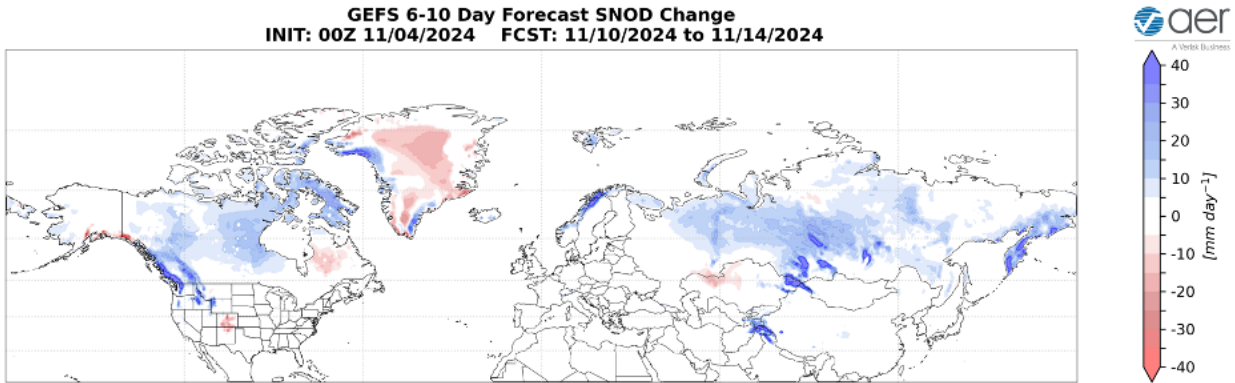 GEFS 6-10 Day Forecast SNOD Change
INIT: 00Z 11/04/2024    FCST: 11/10/2024 to 11/14/2024
aer
A Verisk Business
40
30
20
10
0
-10
-20
-30
-40
[mm day⁻¹]